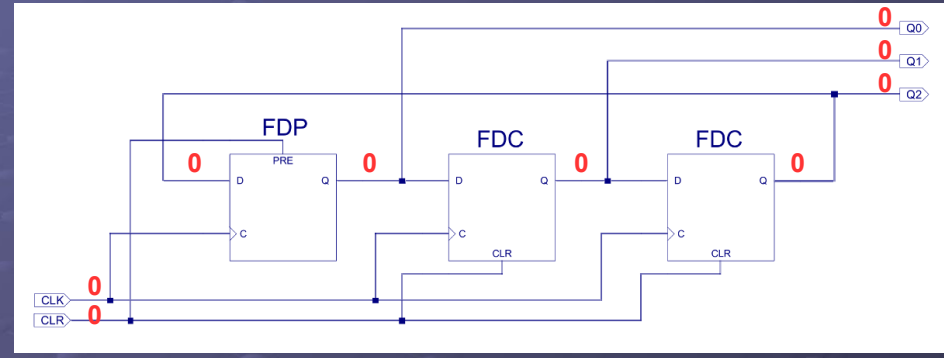 0 Q0
0 Q1
0 Q2
FDP FDC FDC
PRE
0 D Q 0 D Q 0 D Q 0
C C C
CLR CLR
CLK 0
CLR 0